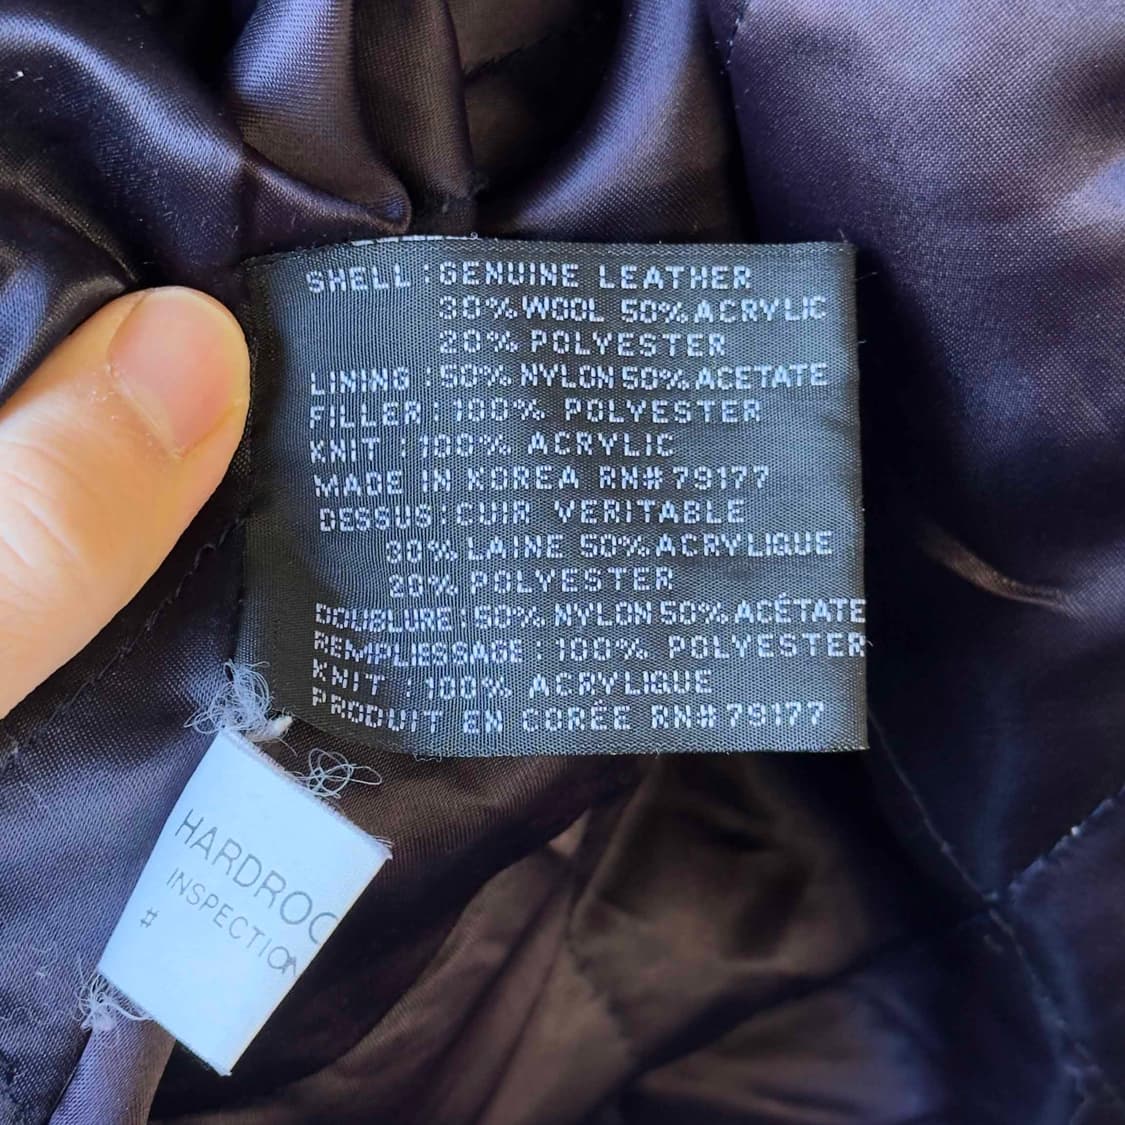 SHELL : GENUINE LEATHER
30% WOOL 50% ACRYLIC
20% POLYESTER
LINING : 50% NYLON 50% ACETATE
FILLER : 100% POLYESTER
KNIT : 100% ACRYLIC
MADE IN KOREA RN# 79177
DESSUS : CUIR VERITABLE
30% LAINE 50% ACRYLIQUE
20% POLYESTER
DOUBLURE : 50% NYLON 50% ACÉTATE
REMPLIESSAGE : 100% POLYESTER
KNIT : 100% ACRYLIQUE
PRODUIT EN CORÉE RN# 79177
HARDROC
INSPECTION
#